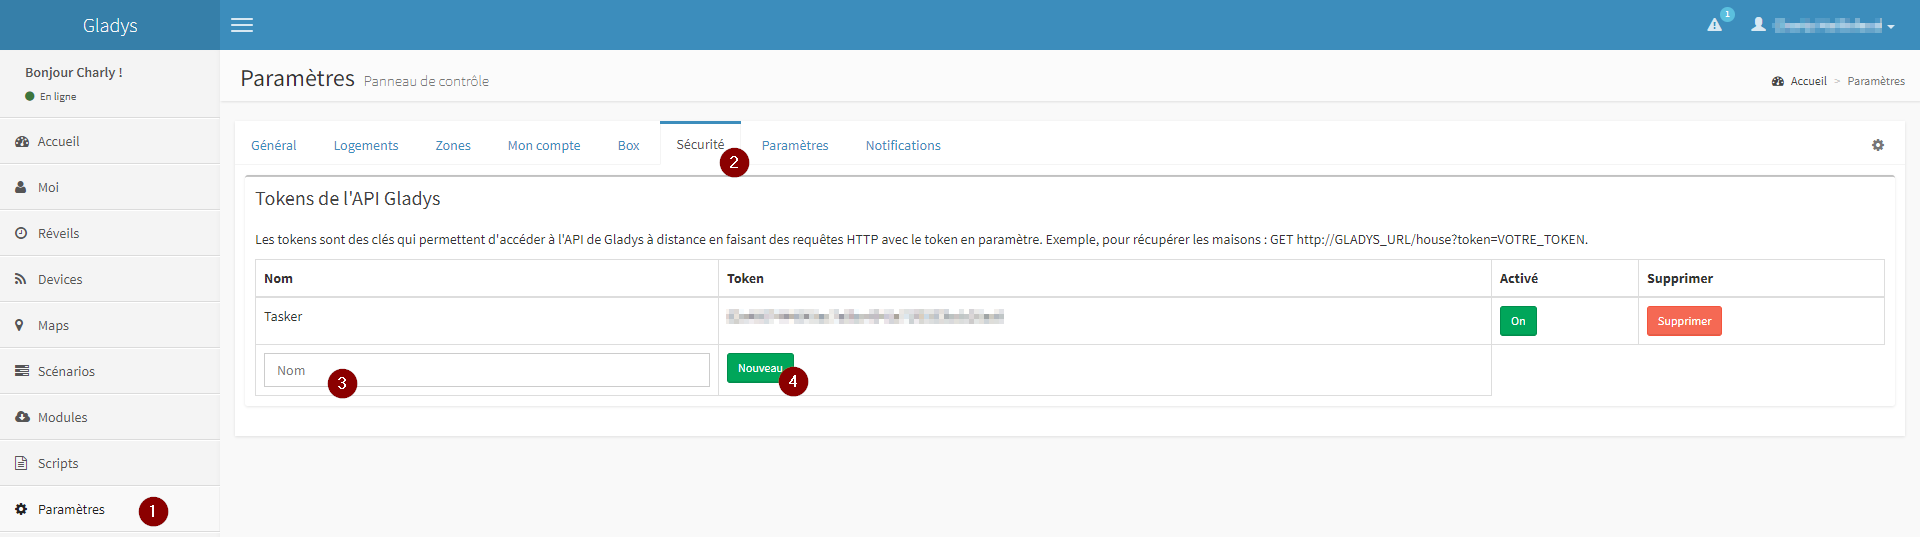 Gladys
1
Bonjour Charly !
En ligne
Paramètres Panneau de contrôle
Accueil > Paramètres
Accueil
Moi
Réveils
Devices
Maps
Scénarios
Modules
Scripts
Paramètres
1
Général Logements Zones Mon compte Box Sécurité Paramètres Notifications
2
Tokens de l'API Gladys
Les tokens sont des clés qui permettent d'accéder à l'API de Gladys à distance en faisant des requêtes HTTP avec le token en paramètre. Exemple, pour récupérer les maisons : GET http://GLADYS_URL/house?token=VOTRE_TOKEN.
Nom Token Activé Supprimer
Tasker On Supprimer
Nom Nouveau
3 4